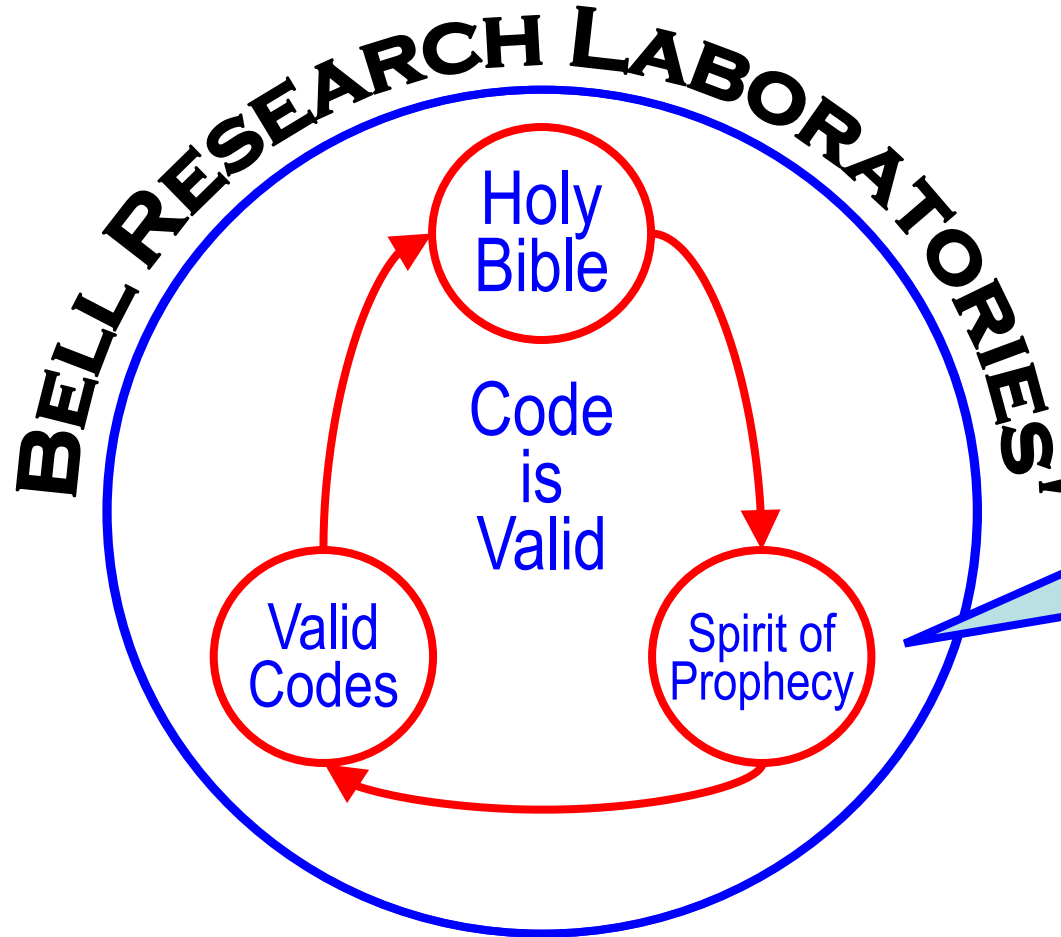 BELL RESEARCH LABORATORIES'
Holy
Bible
Code
is
Valid
Valid
Codes
Spirit of
Prophecy